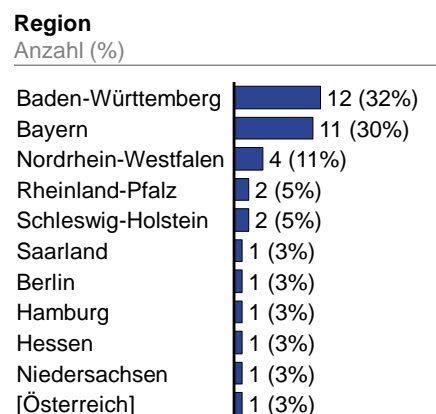 Region
Anzahl (%)
Baden-Württemberg 12 (32%)
Bayern 11 (30%)
Nordrhein-Westfalen 4 (11%)
Rheinland-Pfalz 2 (5%)
Schleswig-Holstein 2 (5%)
Saarland 1 (3%)
Berlin 1 (3%)
Hamburg 1 (3%)
Hessen 1 (3%)
Niedersachsen 1 (3%)
[Österreich] 1 (3%)